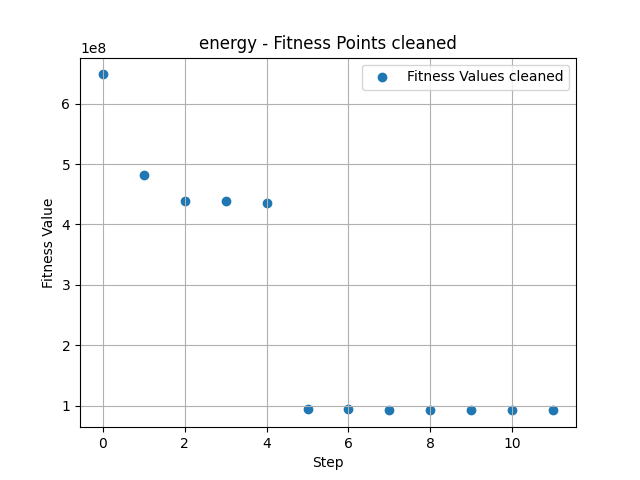 energy - Fitness Points cleaned
1e8
Fitness Values cleaned
6
5
4
3
2
1
Fitness Value
0 2 4 6 8 10
Step